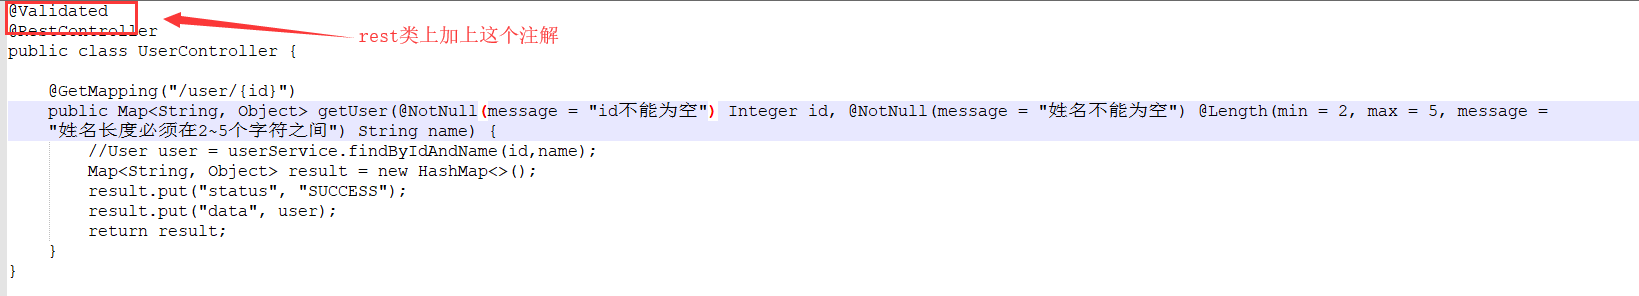 @Validated
@RestController
rest类上加上这个注解
public class UserController {
@GetMapping("/user/{id}")
public Map<String, Object> getUser(@NotNull(message = "id不能为空") Integer id, @NotNull(message = "姓名不能为空") @Length(min = 2, max = 5, message =
"姓名长度必须在2~5个字符之间") String name) {
//User user = userService.findByIdAndName(id,name);
Map<String, Object> result = new HashMap<>();
result.put("status", "SUCCESS");
result.put("data", user);
return result;
}
}